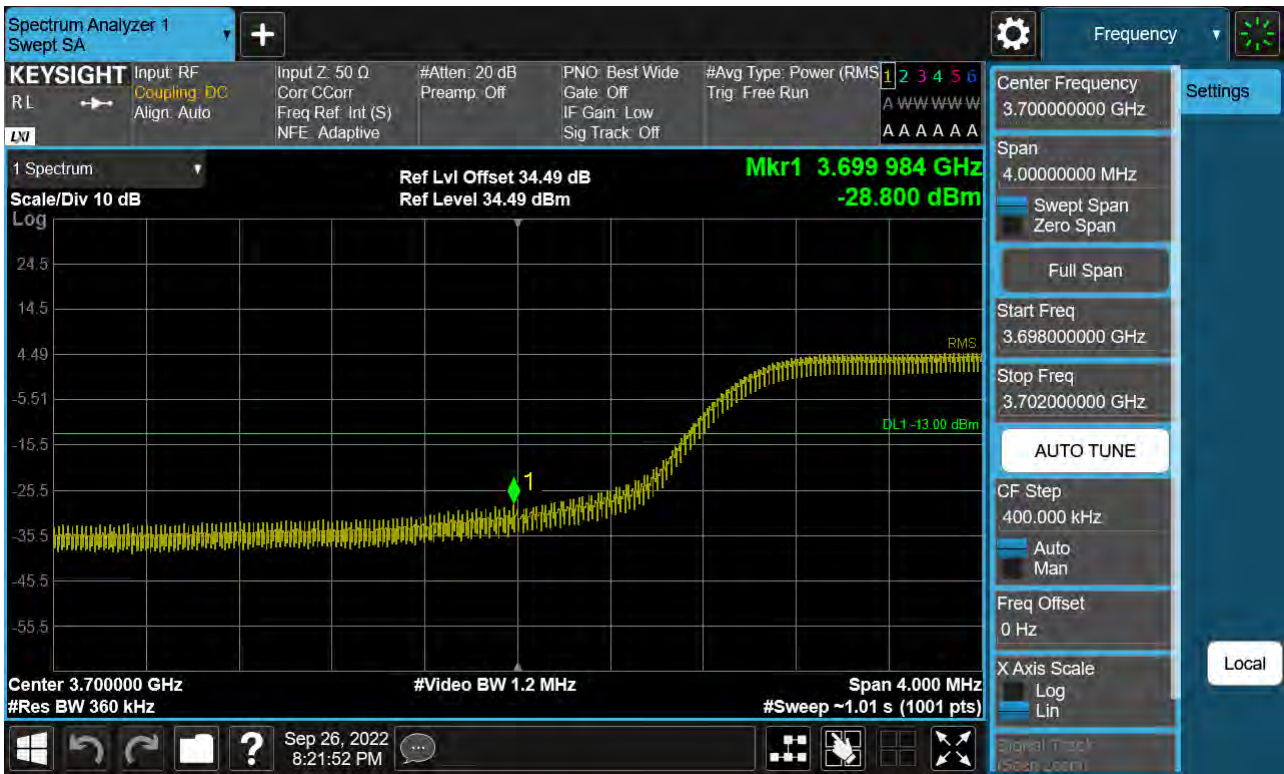 Spectrum Analyzer 1
Swept SA
Frequency
KEYSIGHT
R L
LXI
Input: RF
Coupling: DC
Align: Auto
Input Z: 50 Ω
Corr CCorr
Freq Ref: Int (S)
NFE: Adaptive
#Atten: 20 dB
Preamp: Off
PNO: Best Wide
Gate: Off
IF Gain: Low
Sig Track: Off
#Avg Type: Power (RMS
Trig: Free Run
1 2 3 4 5 6
A W W W W W
A A A A A A
1 Spectrum
Scale/Div 10 dB
Log
Ref Lvl Offset 34.49 dB
Ref Level 34.49 dBm
Mkr1 3.699 984 GHz
-28.800 dBm
24.5
14.5
4.49
-5.51
-15.5
-25.5
-35.5
-45.5
-55.5
RMS
DL1 -13.00 dBm
1
Center 3.700000 GHz
#Res BW 360 kHz
#Video BW 1.2 MHz
Span 4.000 MHz
#Sweep ~1.01 s (1001 pts)
Center Frequency
3.700000000 GHz
Span
4.00000000 MHz
Swept Span
Zero Span
Full Span
Start Freq
3.698000000 GHz
Stop Freq
3.702000000 GHz
AUTO TUNE
CF Step
400.000 kHz
Auto
Man
Freq Offset
0 Hz
X Axis Scale
Log
Lin
Signal Track
(Span Zoom)
Settings
Local
?
Sep 26, 2022
8:21:52 PM